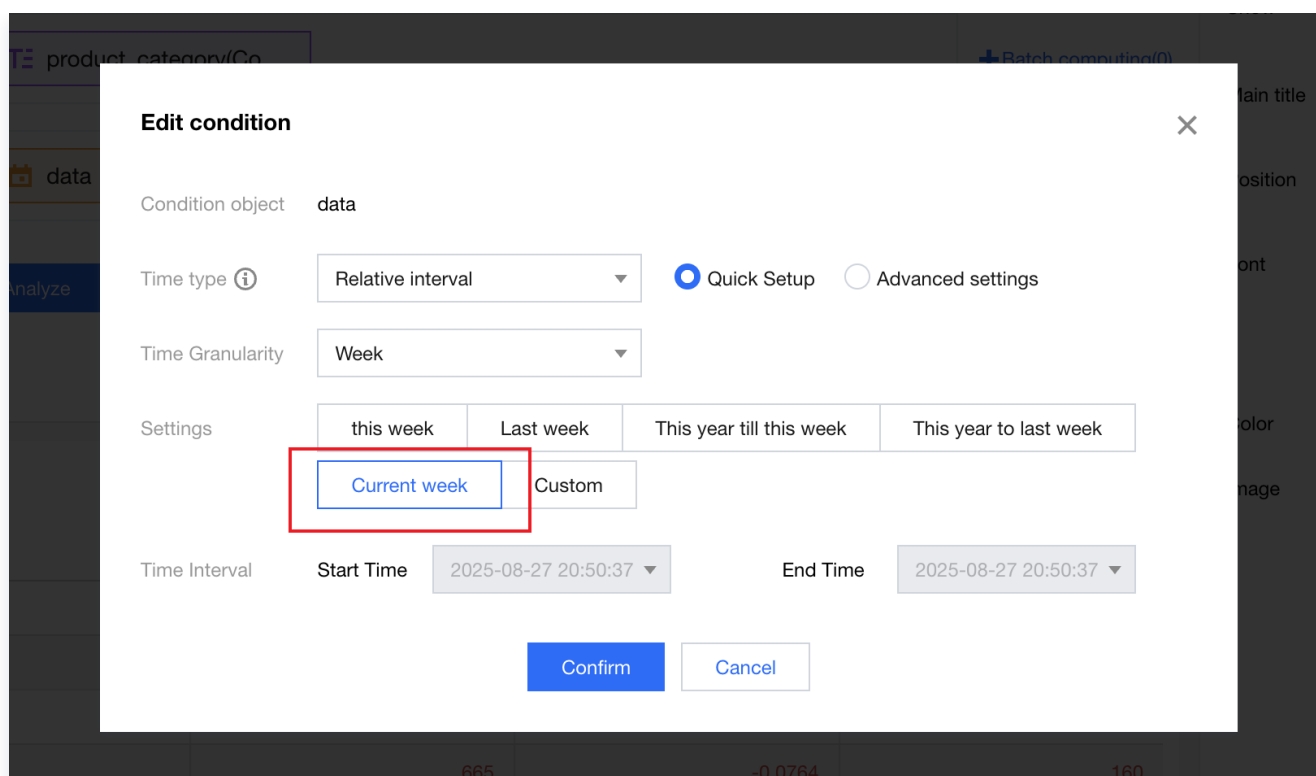 product_category(Co
Batch computing(0)
Main title
Edit condition
data
Position
Condition object data
Time type Relative interval Quick Setup Advanced settings
Font
Analyze
Time Granularity Week
Settings this week Last week This year till this week This year to last week
Color
Current week Custom
Image
Time Interval Start Time 2025-08-27 20:50:37 End Time 2025-08-27 20:50:37
Confirm Cancel
665 -0.0764 160